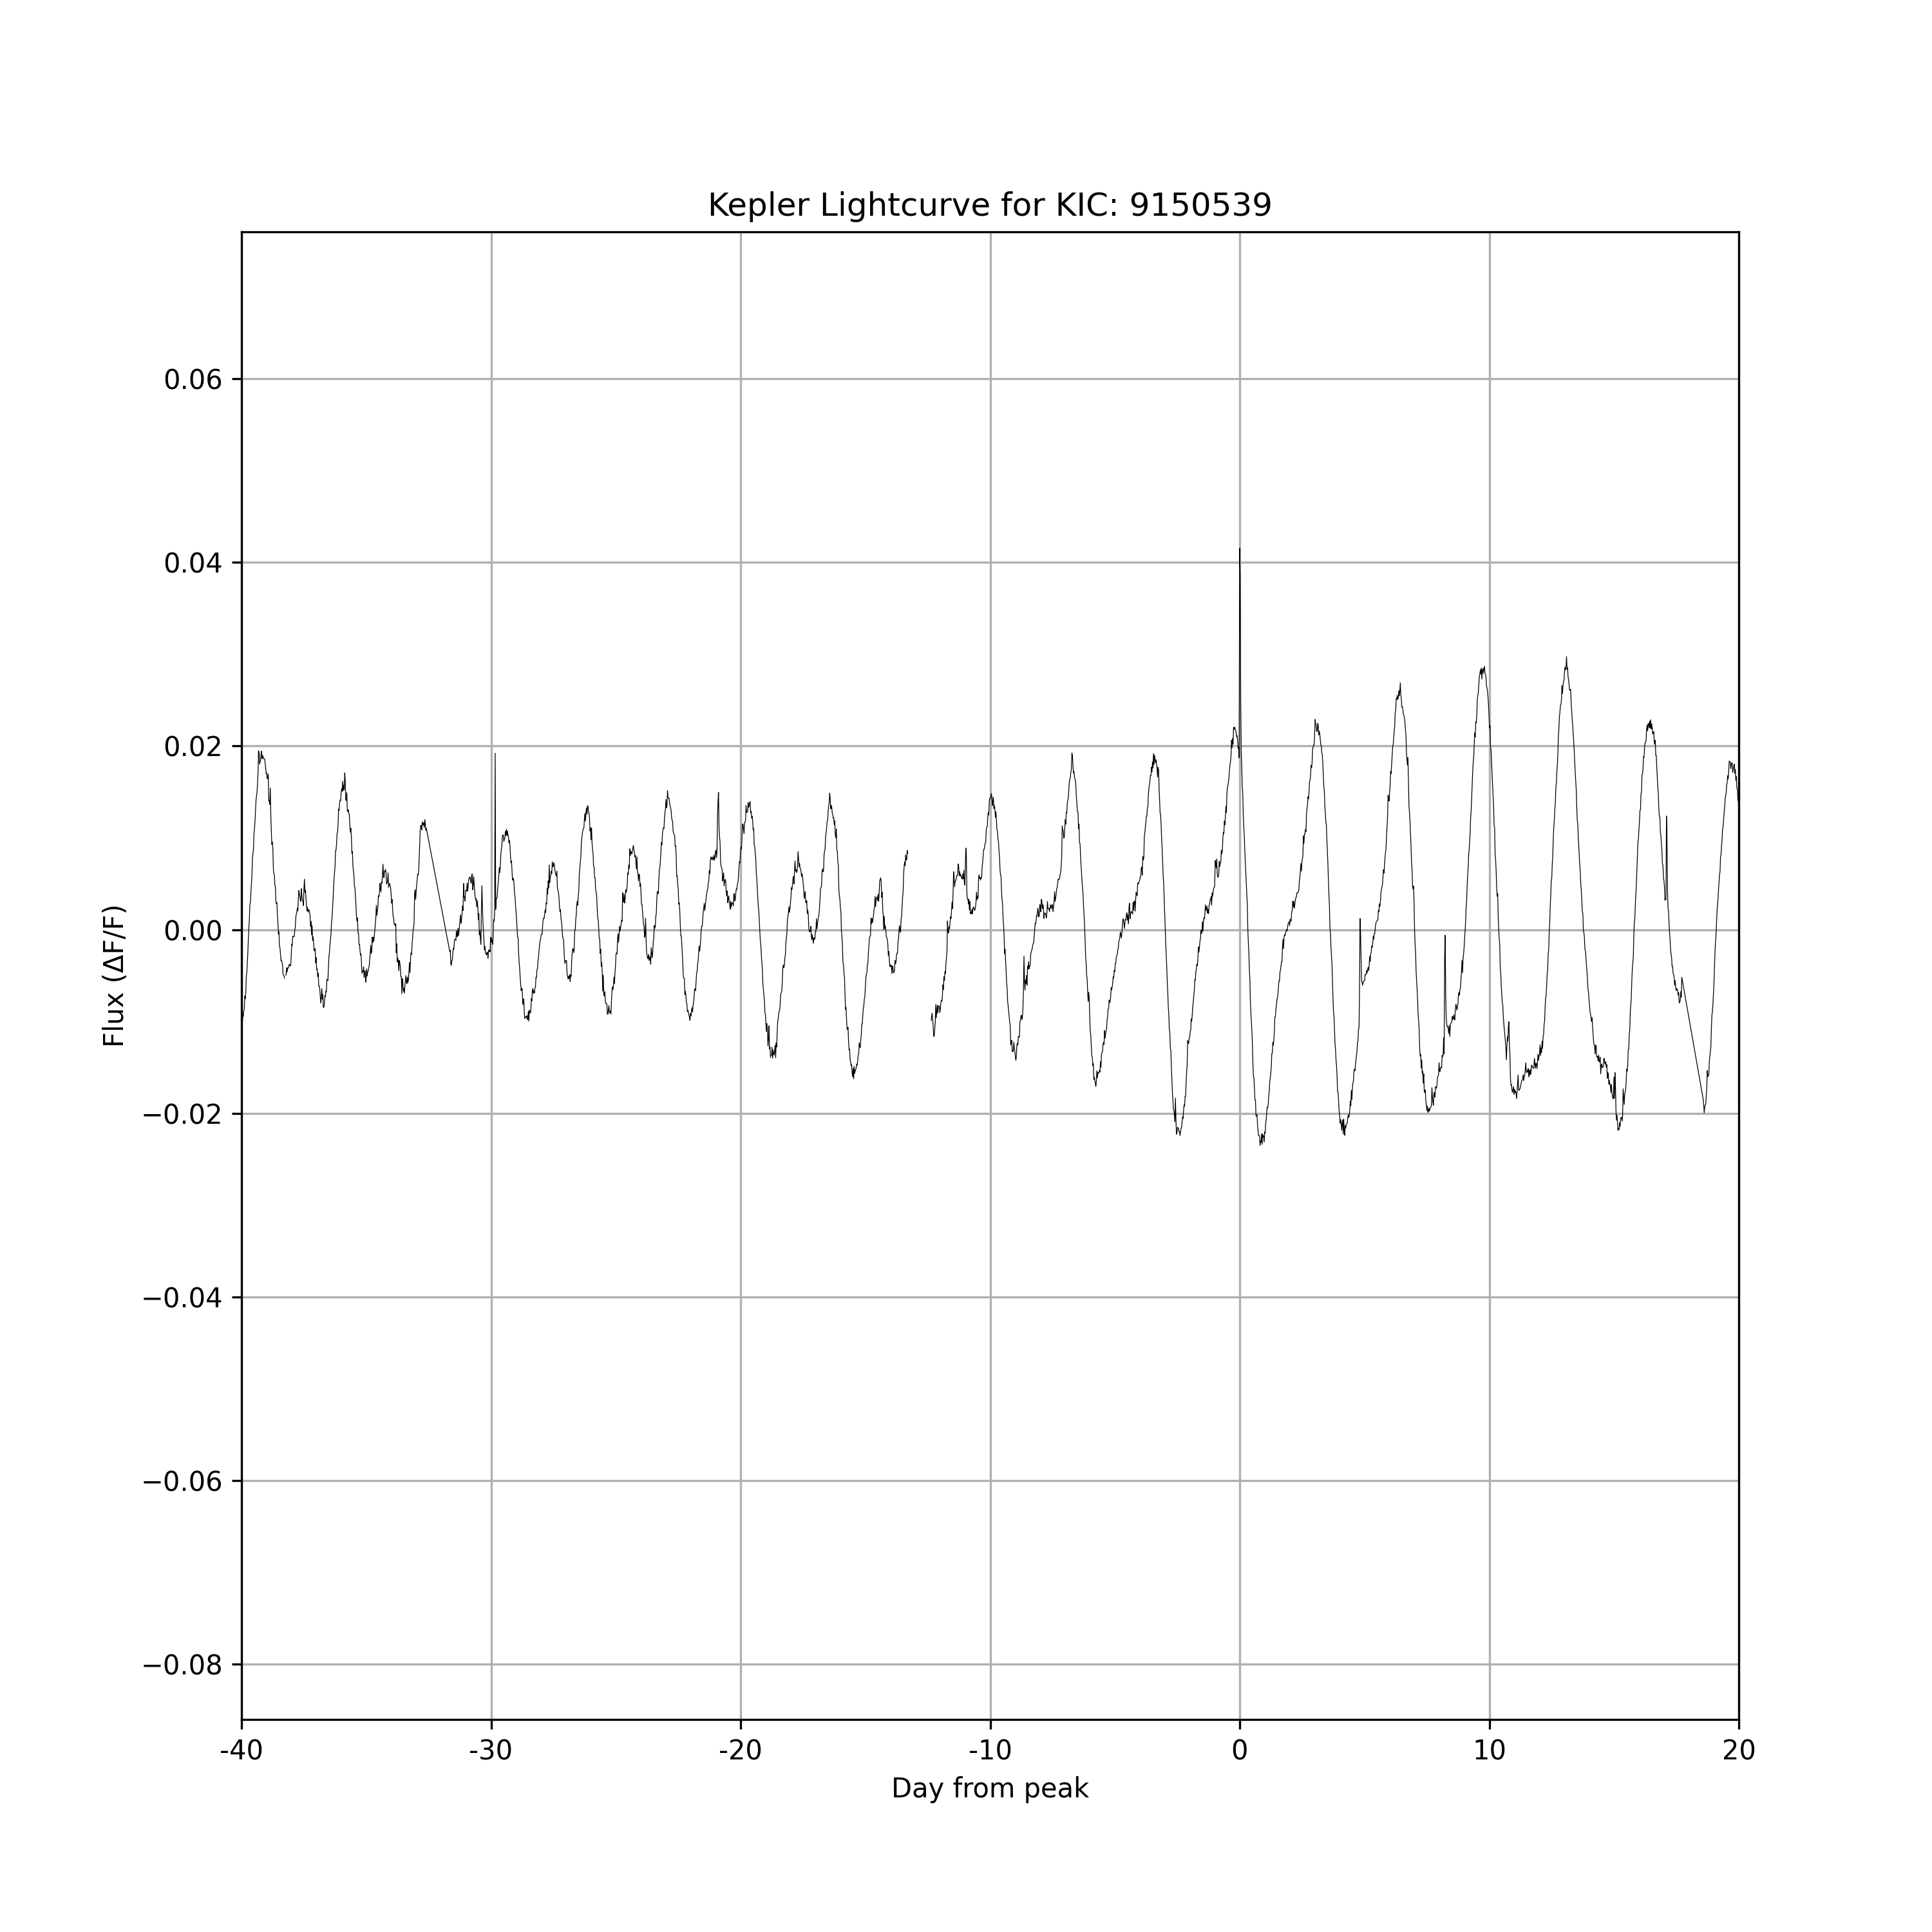 Kepler Lightcurve for KIC: 9150539
Flux (ΔF/F)
0.06
0.04
0.02
0.00
−0.02
−0.04
−0.06
−0.08
-40 -30 -20 -10 0 10 20
Day from peak